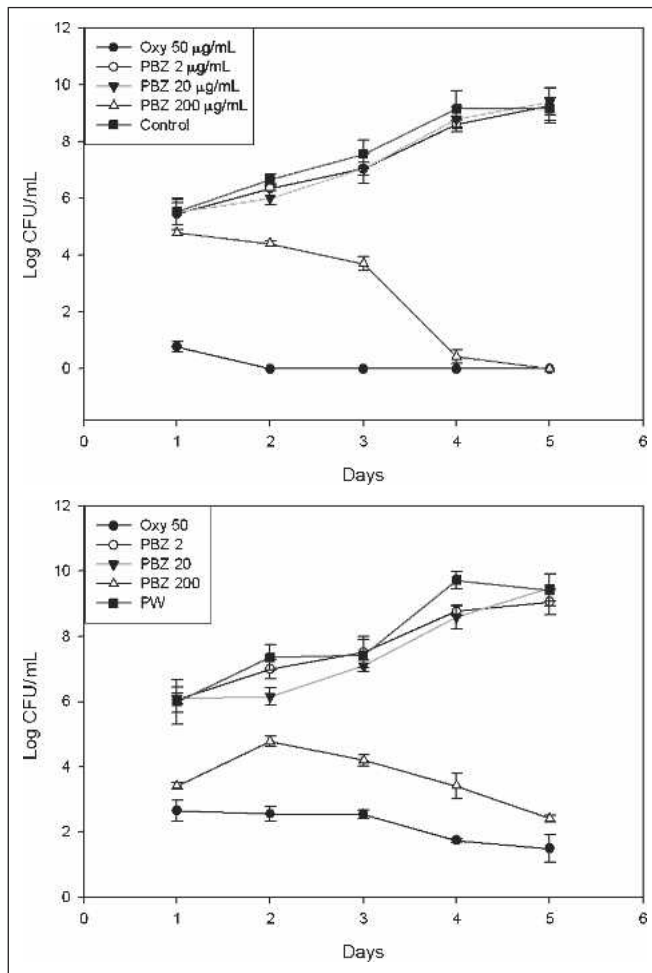 12
10
8
6
4
2
0
Log CFU/mL
Oxy 50 µg/mL
PBZ 2 µg/mL
PBZ 20 µg/mL
PBZ 200 µg/mL
Control
0 1 2 3 4 5 6
Days
12
10
8
6
4
2
0
Log CFU/mL
Oxy 50
PBZ 2
PBZ 20
PBZ 200
PW
0 1 2 3 4 5 6
Days